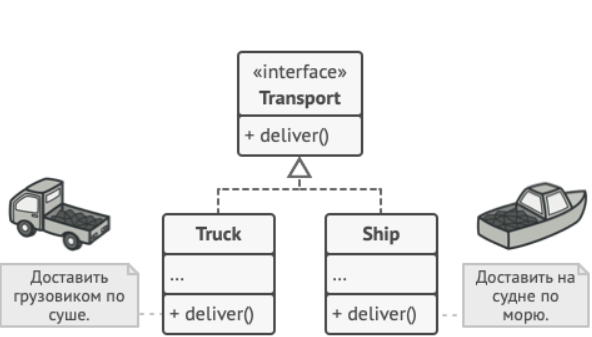 «interface»
Transport
+ deliver()
Truck
...
+ deliver()
Ship
...
+ deliver()
Доставить
грузовиком по
суше.
Доставить на
судне по
морю.